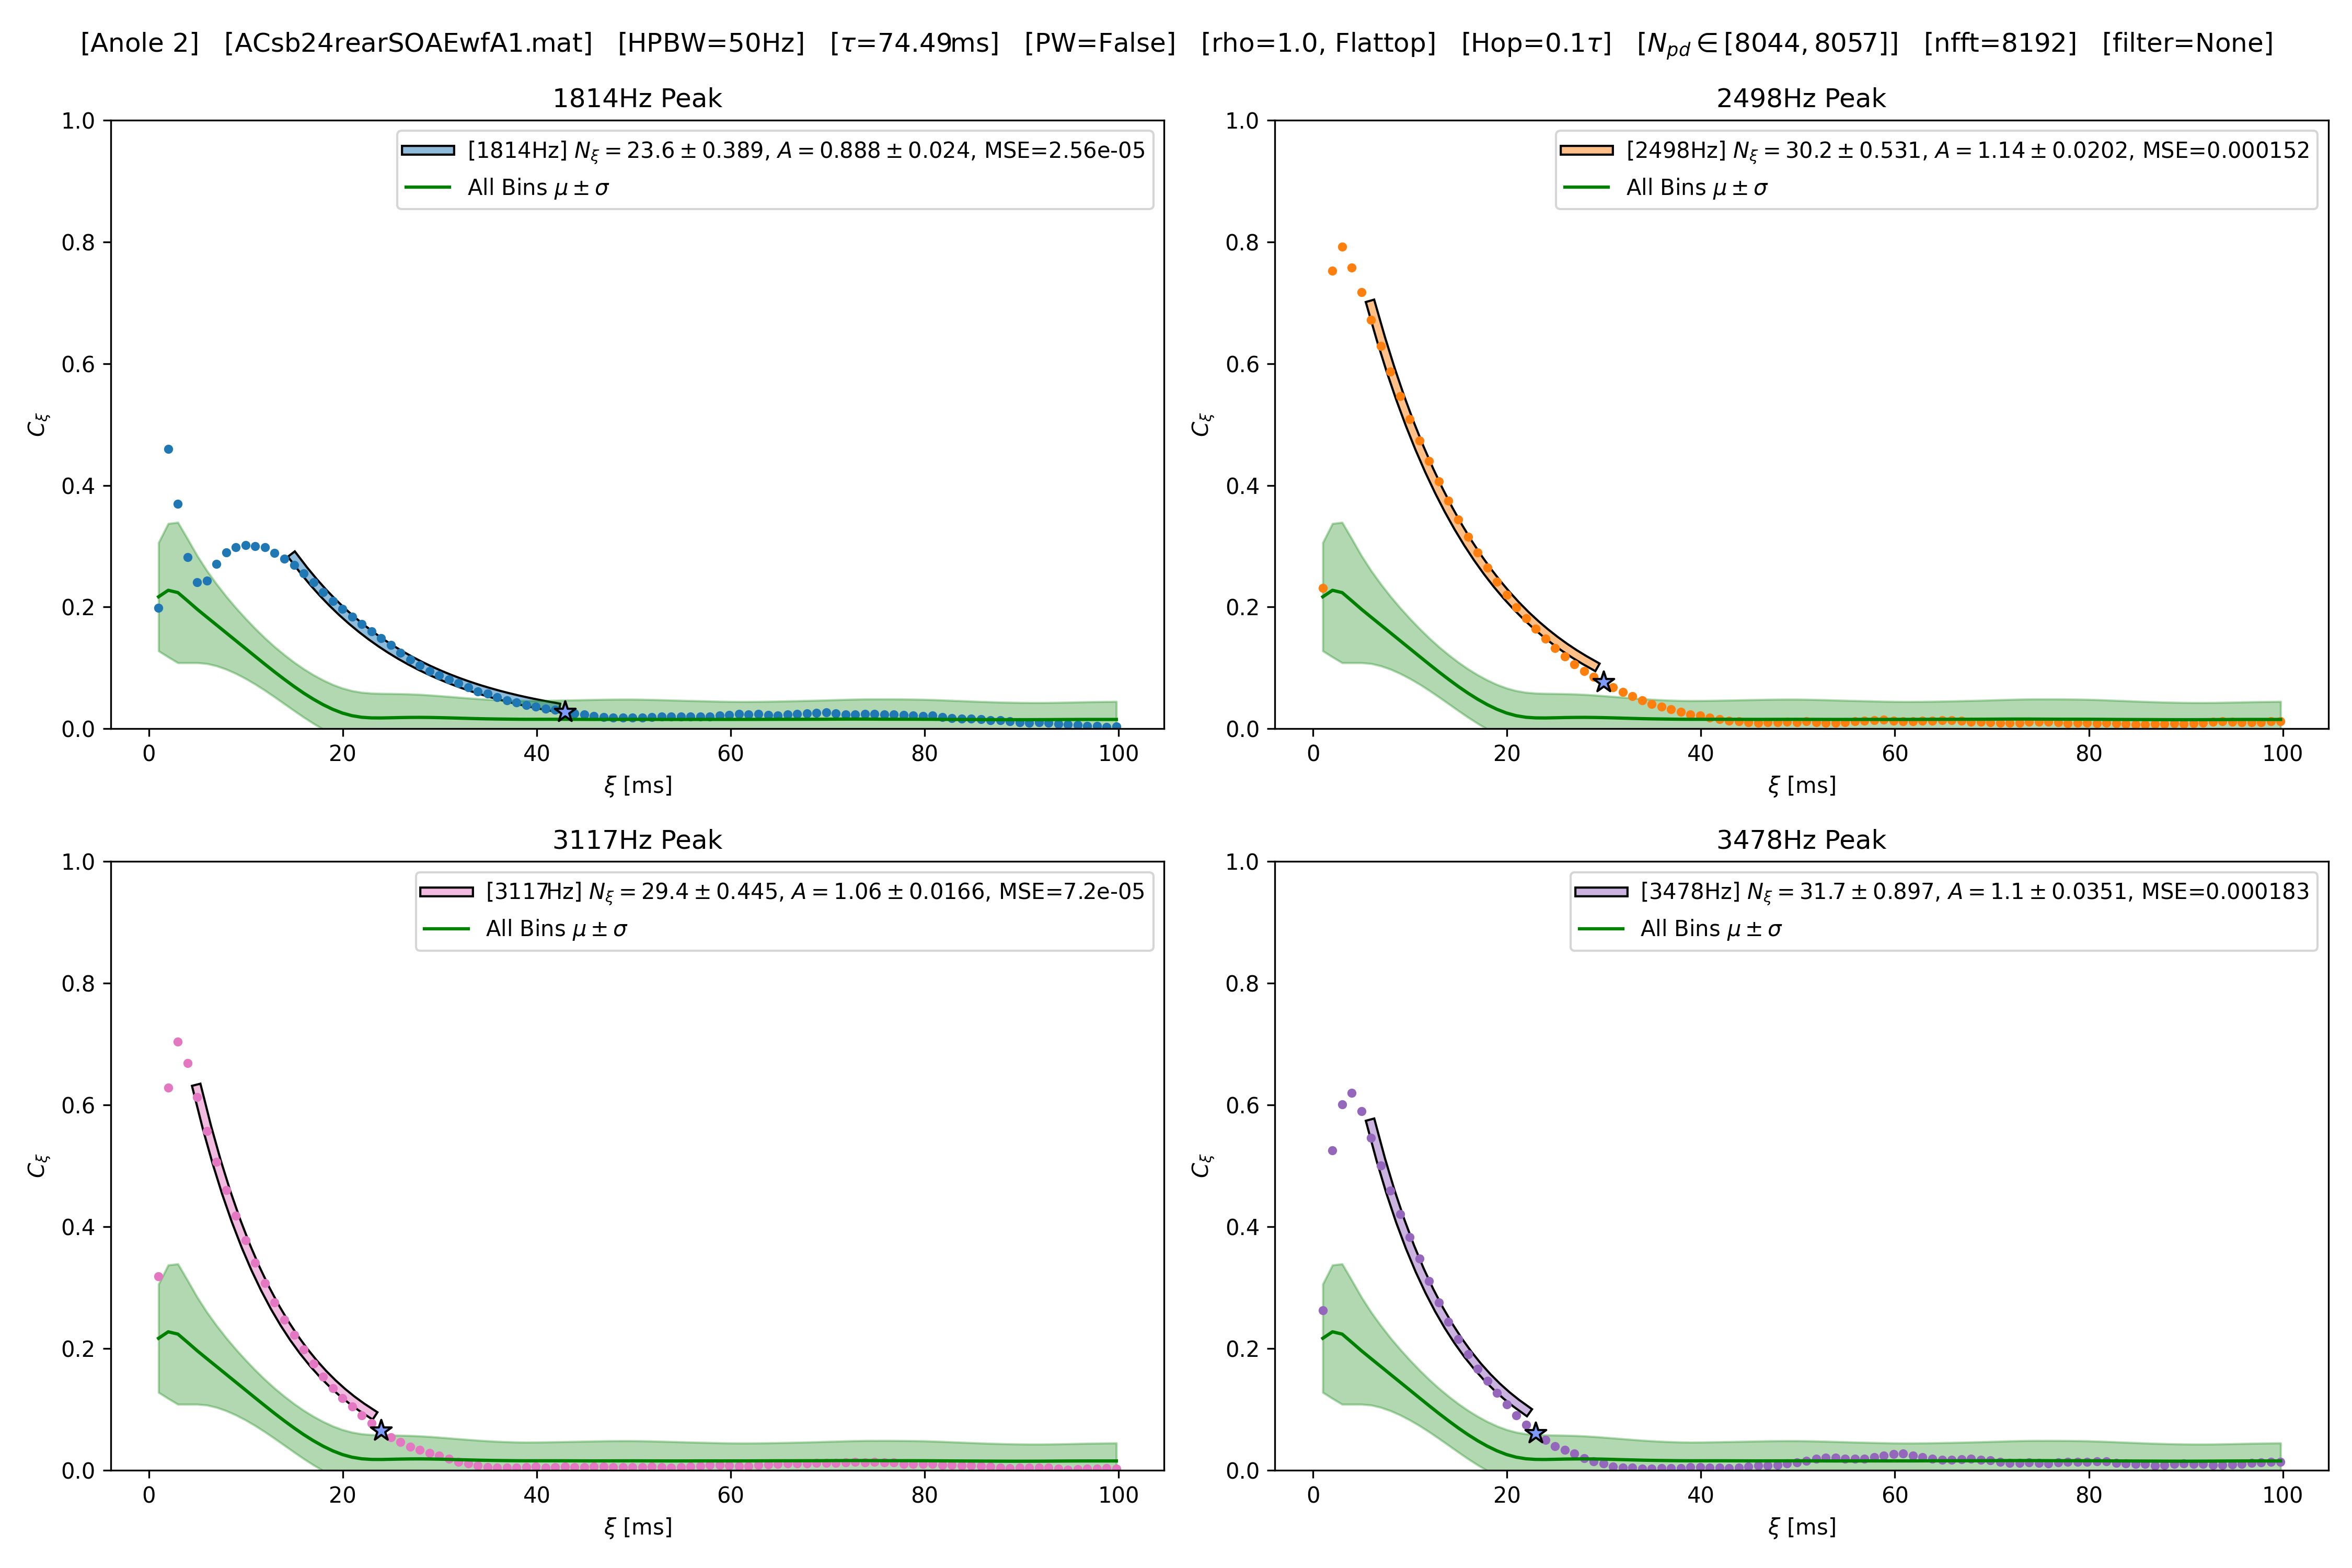 [Anole 2] [ACsb24rearSOAEwfA1.mat] [HPBW=50Hz] [τ=74.49ms] [PW=False] [rho=1.0, Flattop] [Hop=0.1τ] [N_pd ∈ [8044, 8057]] [nfft=8192] [filter=None]
1814Hz Peak
[1814Hz] N_ξ = 23.6 ± 0.389, A = 0.888 ± 0.024, MSE=2.56e-05
All Bins μ ± σ
1.0
0.8
0.6
0.4
0.2
0.0
C_ξ
0 20 40 60 80 100
ξ [ms]
2498Hz Peak
[2498Hz] N_ξ = 30.2 ± 0.531, A = 1.14 ± 0.0202, MSE=0.000152
All Bins μ ± σ
1.0
0.8
0.6
0.4
0.2
0.0
C_ξ
0 20 40 60 80 100
ξ [ms]
3117Hz Peak
[3117Hz] N_ξ = 29.4 ± 0.445, A = 1.06 ± 0.0166, MSE=7.2e-05
All Bins μ ± σ
1.0
0.8
0.6
0.4
0.2
0.0
C_ξ
0 20 40 60 80 100
ξ [ms]
3478Hz Peak
[3478Hz] N_ξ = 31.7 ± 0.897, A = 1.1 ± 0.0351, MSE=0.000183
All Bins μ ± σ
1.0
0.8
0.6
0.4
0.2
0.0
C_ξ
0 20 40 60 80 100
ξ [ms]